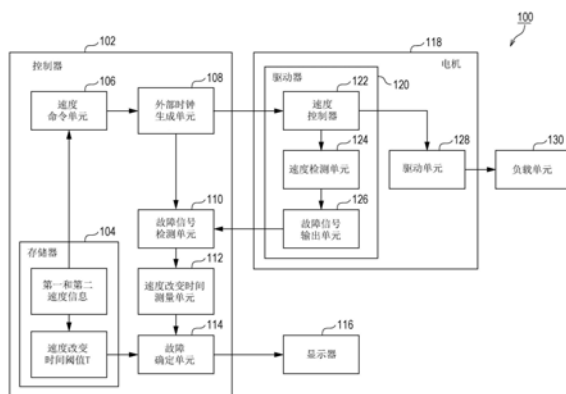 100
102
118
控制器
电机
106
108
驱动器
122
120
速度
命令单元
外部时钟
生成单元
速度
控制器
124
128
130
速度检测单元
驱动单元
负载单元
110
126
故障信号
检测单元
故障信号
输出单元
104
存储器
112
第一和第二
速度信息
速度改变时间
测量单元
114
116
速度改变
时间阈值T
故障
确定单元
显示器